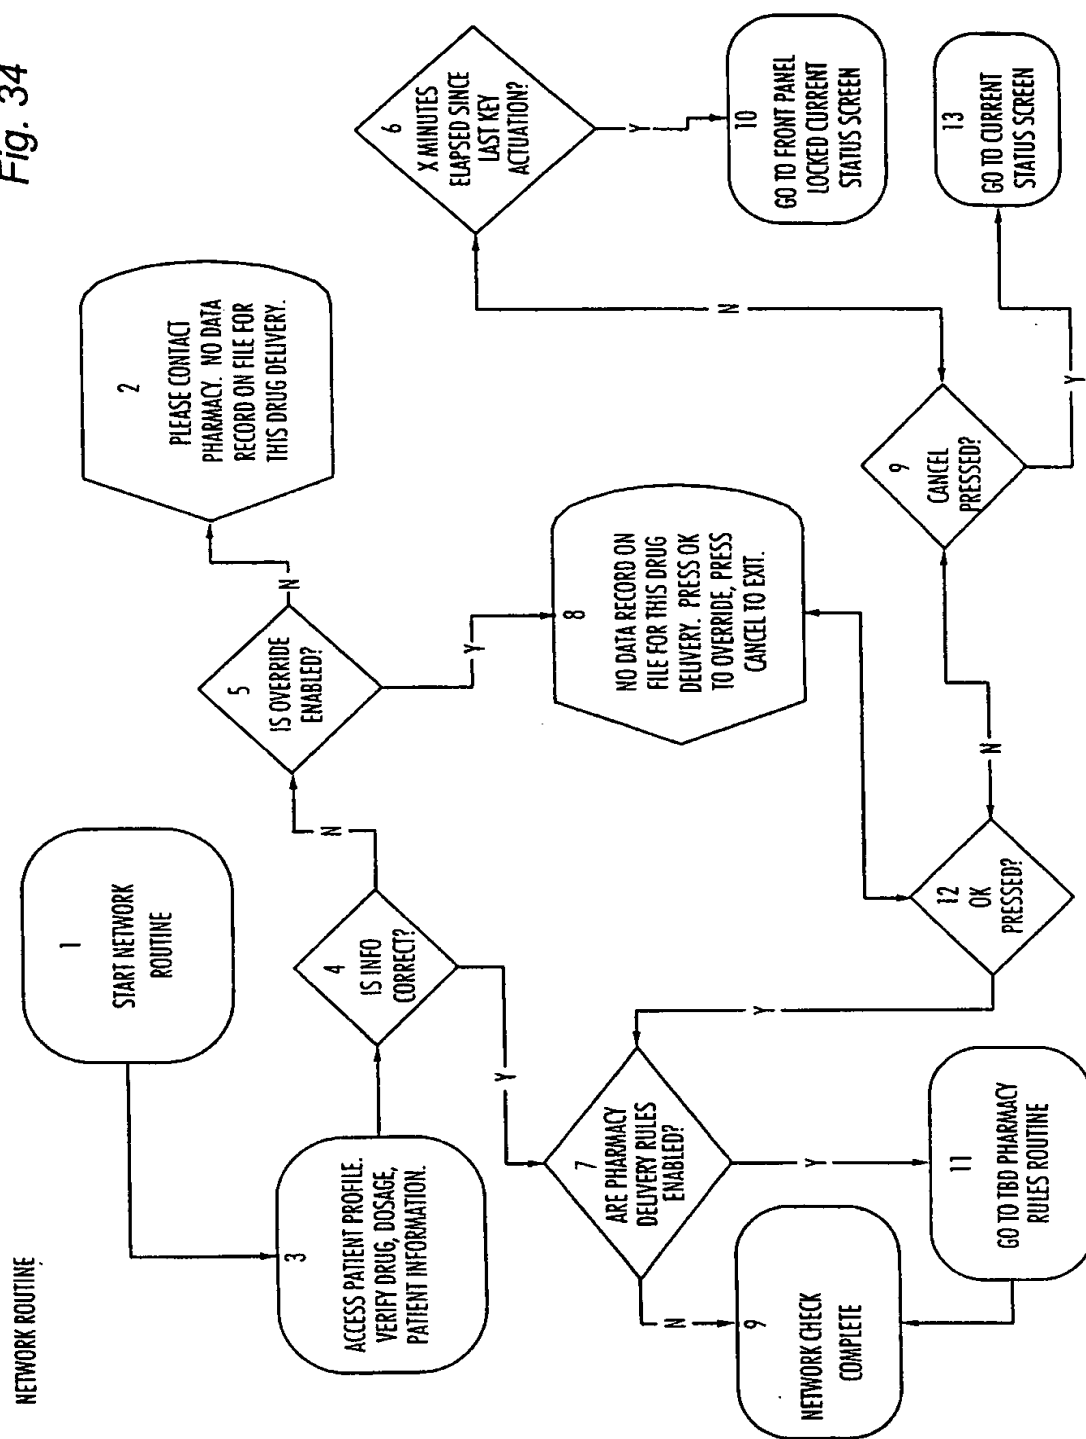 Fig. 34
NETWORK ROUTINE
1
START NETWORK
ROUTINE
2
PLEASE CONTACT
PHARMACY. NO DATA
RECORD ON FILE FOR
THIS DRUG DELIVERY.
3
ACCESS PATIENT PROFILE.
VERIFY DRUG, DOSAGE,
PATIENT INFORMATION.
4
IS INFO
CORRECT?
N
Y
5
IS OVERRIDE
ENABLED?
N
Y
6
X MINUTES
ELAPSED SINCE
LAST KEY
ACTUATION?
Y
7
ARE PHARMACY
DELIVERY RULES
ENABLED?
N
Y
8
NO DATA RECORD ON
FILE FOR THIS DRUG
DELIVERY. PRESS OK
TO OVERRIDE, PRESS
CANCEL TO EXIT.
9
NETWORK CHECK
COMPLETE
11
GO TO TBD PHARMACY
RULES ROUTINE
12
OK
PRESSED?
Y
N
9
CANCEL
PRESSED?
N
Y
10
GO TO FRONT PANEL
LOCKED CURRENT
STATUS SCREEN
13
GO TO CURRENT
STATUS SCREEN